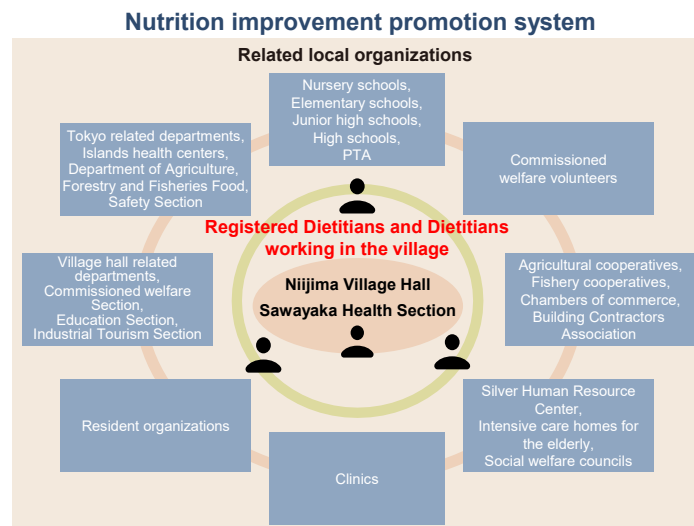 Nutrition improvement promotion system
Related local organizations
Nursery schools,
Elementary schools,
Junior high schools,
High schools,
PTA
Tokyo related departments,
Islands health centers,
Department of Agriculture,
Forestry and Fisheries Food,
Safety Section
Commissioned
welfare volunteers
Registered Dietitians and Dietitians
working in the village
Village hall related
departments,
Commissioned welfare
Section,
Education Section,
Industrial Tourism Section
Niijima Village Hall
Sawayaka Health Section
Agricultural cooperatives,
Fishery cooperatives,
Chambers of commerce,
Building Contractors
Association
Resident organizations
Clinics
Silver Human Resource
Center,
Intensive care homes for
the elderly,
Social welfare councils